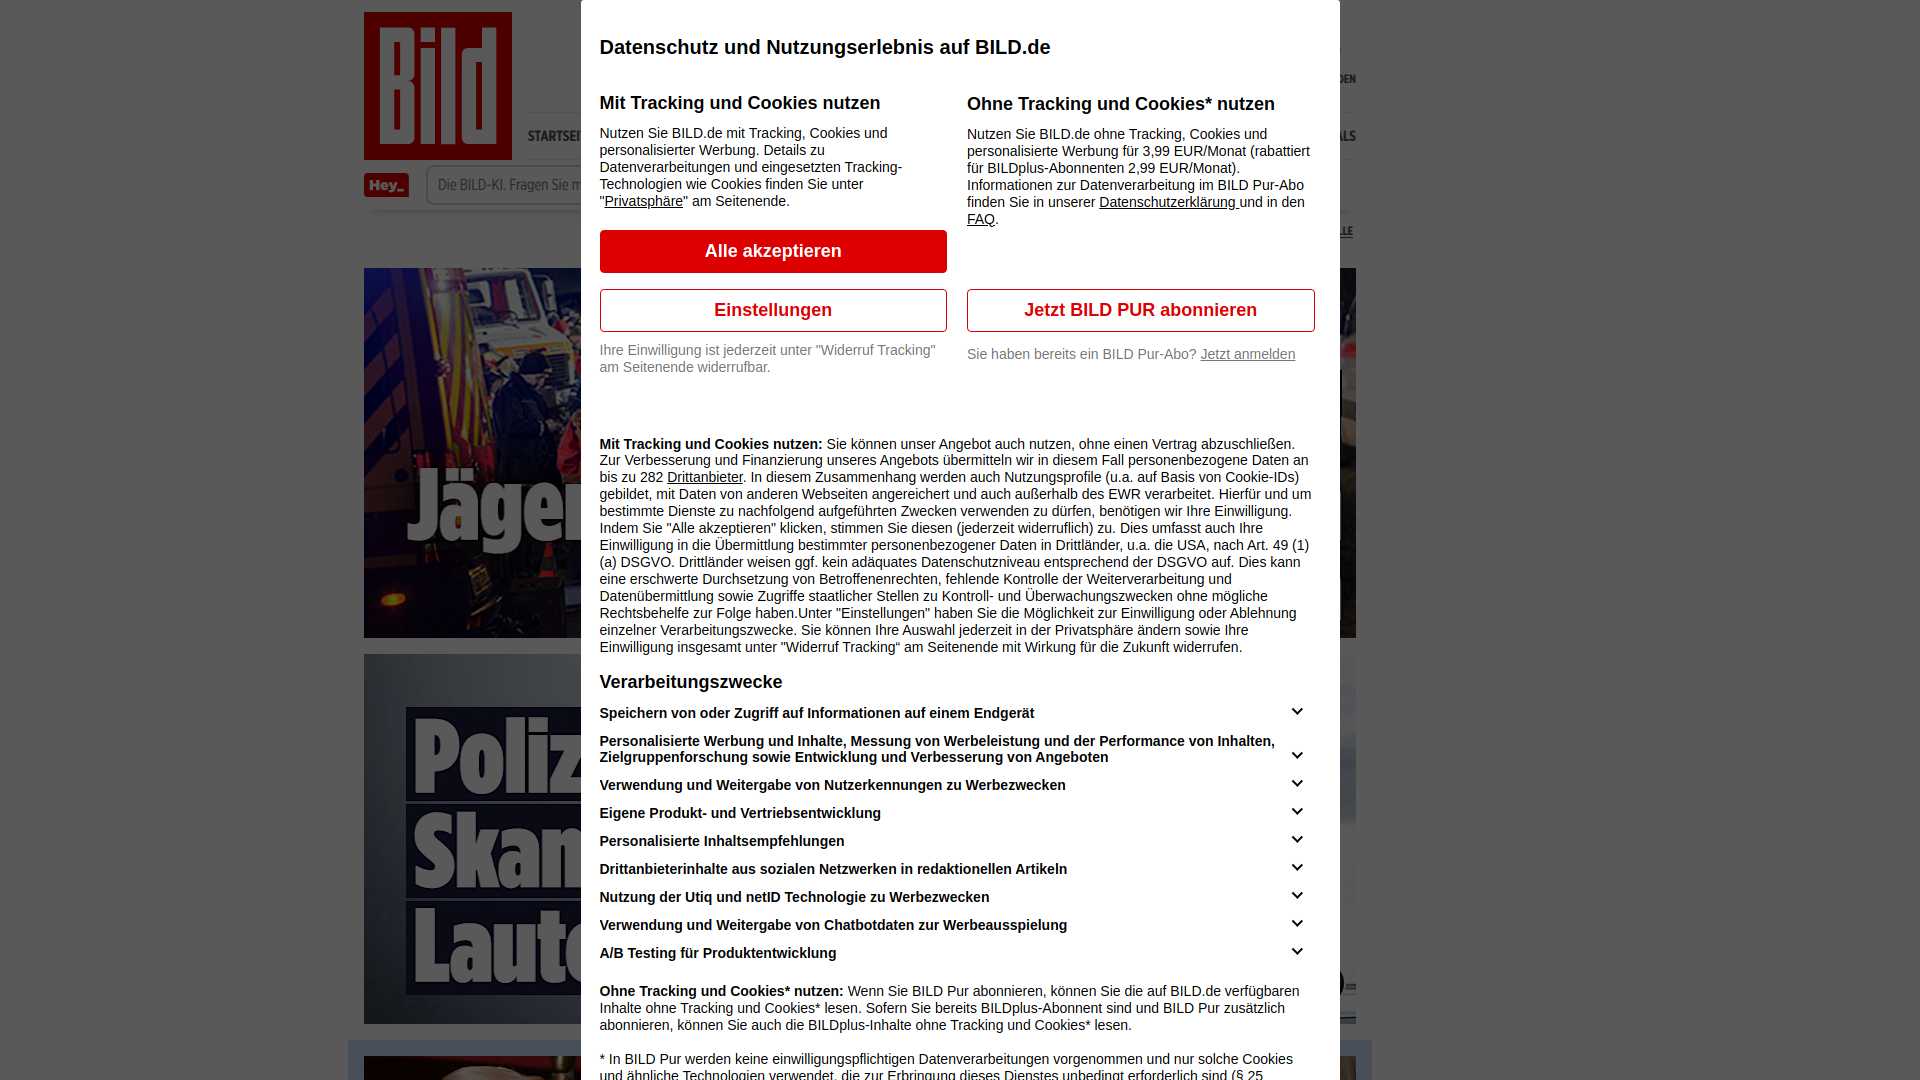 Bild
STARTSEI
Hey_
Die BILD-KI. Fragen Sie m
Jäger
Poliz
Skan
Laut
Datenschutz und Nutzungserlebnis auf BILD.de
Mit Tracking und Cookies nutzen
Nutzen Sie BILD.de mit Tracking, Cookies und
personalisierter Werbung. Details zu
Datenverarbeitungen und eingesetzten Tracking-
Technologien wie Cookies finden Sie unter
"Privatsphäre" am Seitenende.
Alle akzeptieren
Einstellungen
Ihre Einwilligung ist jederzeit unter "Widerruf Tracking"
am Seitenende widerrufbar.
Ohne Tracking und Cookies* nutzen
Nutzen Sie BILD.de ohne Tracking, Cookies und
personalisierte Werbung für 3,99 EUR/Monat (rabattiert
für BILDplus-Abonnenten 2,99 EUR/Monat).
Informationen zur Datenverarbeitung im BILD Pur-Abo
finden Sie in unserer Datenschutzerklärung und in den
FAQ.
Jetzt BILD PUR abonnieren
Sie haben bereits ein BILD Pur-Abo? Jetzt anmelden
Mit Tracking und Cookies nutzen: Sie können unser Angebot auch nutzen, ohne einen Vertrag abzuschließen.
Zur Verbesserung und Finanzierung unseres Angebots übermitteln wir in diesem Fall personenbezogene Daten an
bis zu 282 Drittanbieter. In diesem Zusammenhang werden auch Nutzungsprofile (u.a. auf Basis von Cookie-IDs)
gebildet, mit Daten von anderen Webseiten angereichert und auch außerhalb des EWR verarbeitet. Hierfür und um
bestimmte Dienste zu nachfolgend aufgeführten Zwecken verwenden zu dürfen, benötigen wir Ihre Einwilligung.
Indem Sie "Alle akzeptieren" klicken, stimmen Sie diesen (jederzeit widerruflich) zu. Dies umfasst auch Ihre
Einwilligung in die Übermittlung bestimmter personenbezogener Daten in Drittländer, u.a. die USA, nach Art. 49 (1)
(a) DSGVO. Drittländer weisen ggf. kein adäquates Datenschutzniveau entsprechend der DSGVO auf. Dies kann
eine erschwerte Durchsetzung von Betroffenenrechten, fehlende Kontrolle der Weiterverarbeitung und
Datenübermittlung sowie Zugriffe staatlicher Stellen zu Kontroll- und Überwachungszwecken ohne mögliche
Rechtsbehelfe zur Folge haben.Unter "Einstellungen" haben Sie die Möglichkeit zur Einwilligung oder Ablehnung
einzelner Verarbeitungszwecke. Sie können Ihre Auswahl jederzeit in der Privatsphäre ändern sowie Ihre
Einwilligung insgesamt unter "Widerruf Tracking“ am Seitenende mit Wirkung für die Zukunft widerrufen.
Verarbeitungszwecke
Speichern von oder Zugriff auf Informationen auf einem Endgerät
Personalisierte Werbung und Inhalte, Messung von Werbeleistung und der Performance von Inhalten,
Zielgruppenforschung sowie Entwicklung und Verbesserung von Angeboten
Verwendung und Weitergabe von Nutzerkennungen zu Werbezwecken
Eigene Produkt- und Vertriebsentwicklung
Personalisierte Inhaltsempfehlungen
Drittanbieterinhalte aus sozialen Netzwerken in redaktionellen Artikeln
Nutzung der Utiq und netID Technologie zu Werbezwecken
Verwendung und Weitergabe von Chatbotdaten zur Werbeausspielung
A/B Testing für Produktentwicklung
Ohne Tracking und Cookies* nutzen: Wenn Sie BILD Pur abonnieren, können Sie die auf BILD.de verfügbaren
Inhalte ohne Tracking und Cookies* lesen. Sofern Sie bereits BILDplus-Abonnent sind und BILD Pur zusätzlich
abonnieren, können Sie auch die BILDplus-Inhalte ohne Tracking und Cookies* lesen.
* In BILD Pur werden keine einwilligungspflichtigen Datenverarbeitungen vorgenommen und nur solche Cookies
und ähnliche Technologien verwendet, die zur Erbringung dieses Dienstes unbedingt erforderlich sind (§ 25